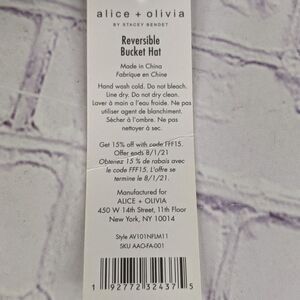 alice + olivia
BY STACEY BENDET
Reversible
Bucket Hat
Made in China
Fabriqué en Chine
Hand wash cold. Do not bleach.
Line dry. Do not dry clean.
Laver à main a l'eau froide. Ne pas
utiliser agent de blanchiment.
Sécher à l'ombre. Ne pas
nettoyer à sec.
Get 15% off with code FFF15.
Offer ends 8/1/21.
Obtenez 15 % de rabais avec
le code FFF15. L'offre se
termine le 8/1/21.
Manufactured for
ALICE + OLIVIA
450 W 14th Street, 11th Floor
New York, NY 10014
Style AV101NFLM11
SKU AAO-FA-001
1 92772 32437 5